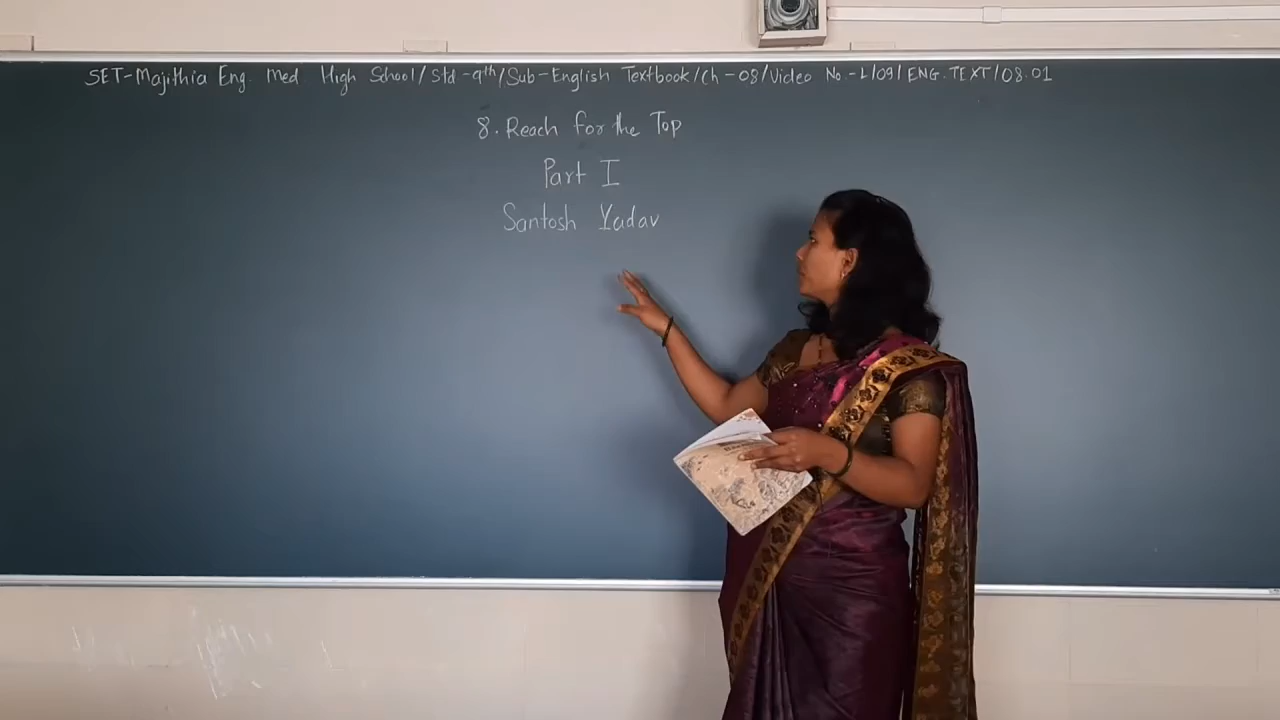 SET-Majithia Eng. Med High School/Std-9th/Sub-English Textbook/Ch-08/Video No-L/09/ENG.TEXT/08.01
8. Reach for the Top
Part I
Santosh Yadav